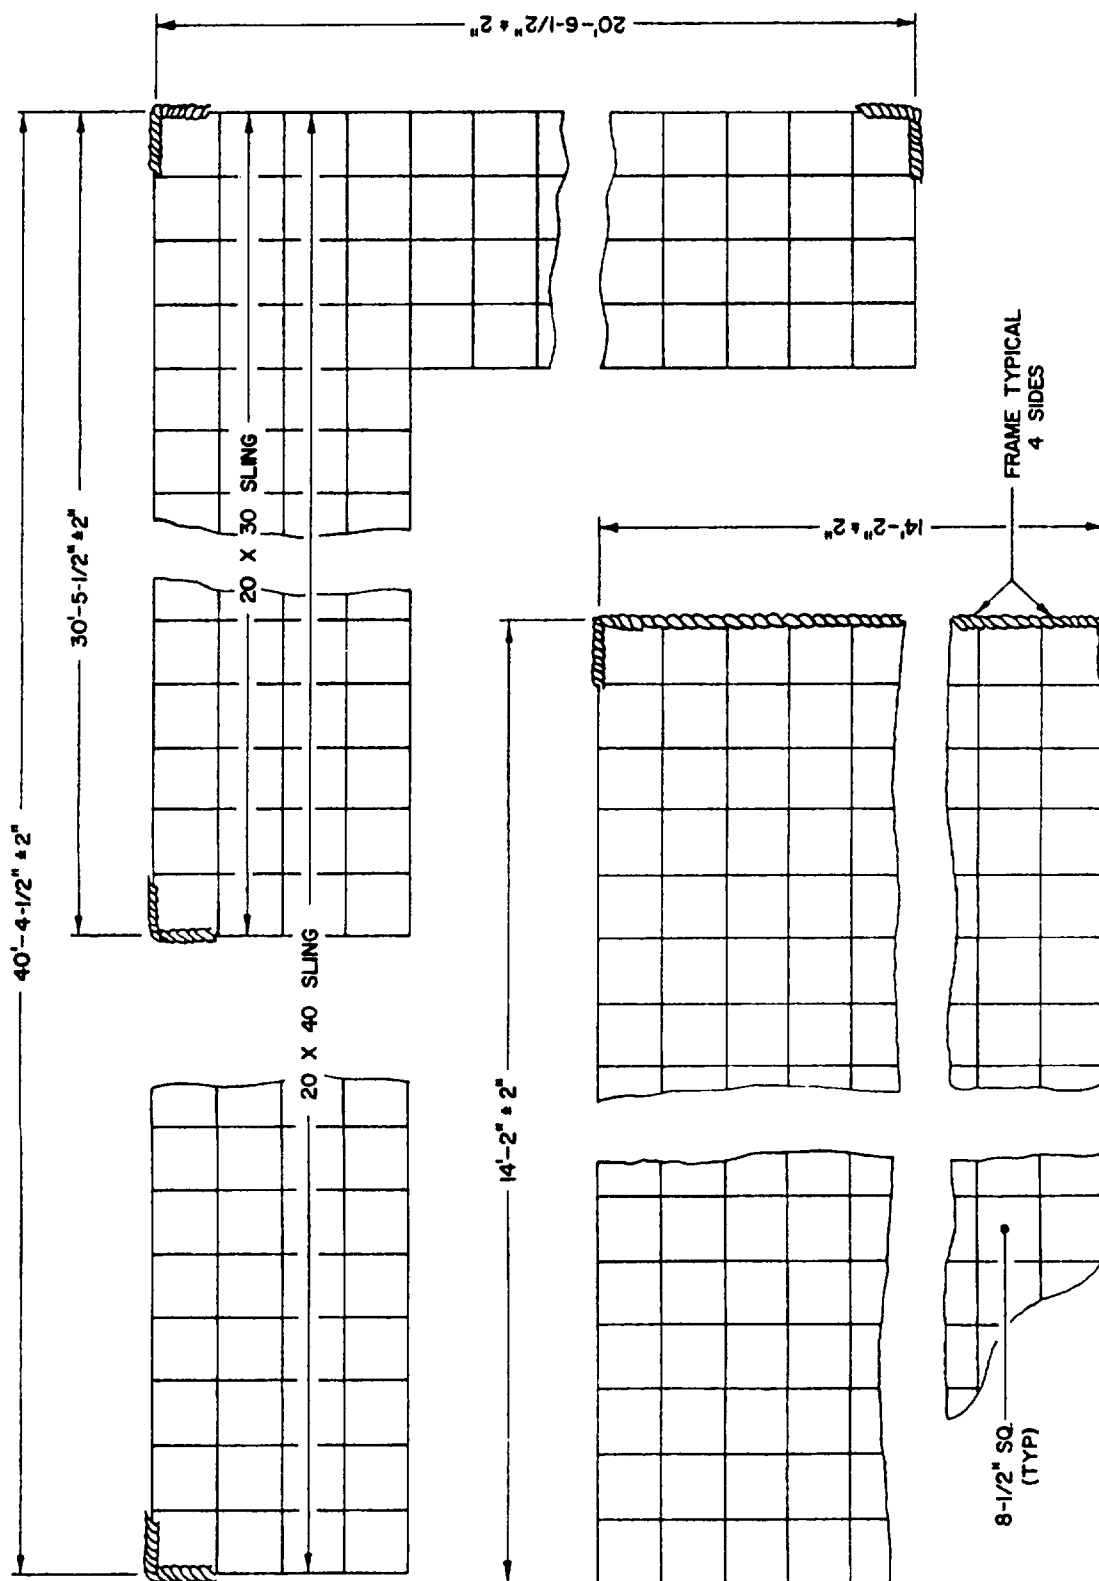 20'-6-1/2" ± 2"
40'-4-1/2" ± 2"
30'-5-1/2" ±2"
20 X 30 SLING
20 X 40 SLING
14'-2" ± 2"
14'-2" ± 2"
FRAME TYPICAL
4 SIDES
8-1/2" SQ
(TYP)